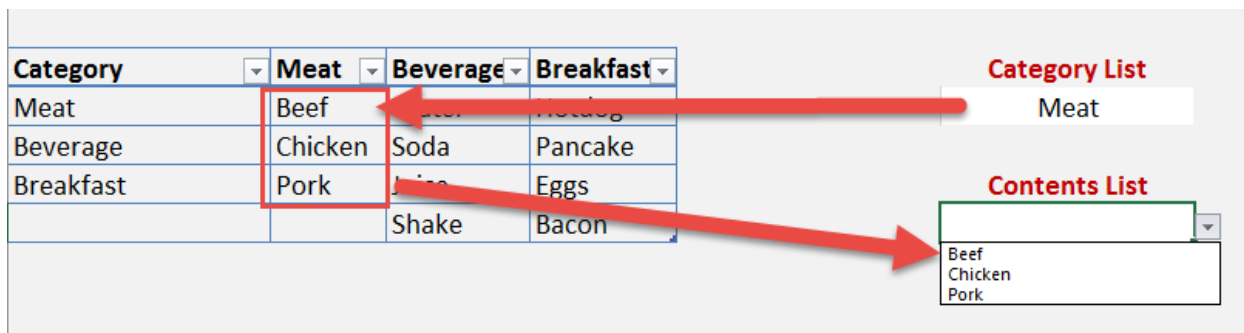 Category Meat Beverage Breakfast Category List
Meat Beef Meat
Beverage Chicken Soda Pancake
Breakfast Pork Eggs Contents List
Shake Bacon
Beef
Chicken
Pork